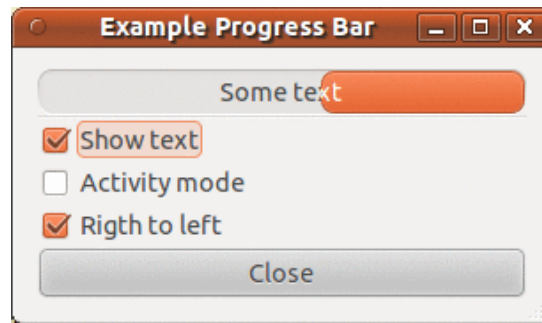 Example Progress Bar
Some text
Show text
Activity mode
Rigth to left
Close